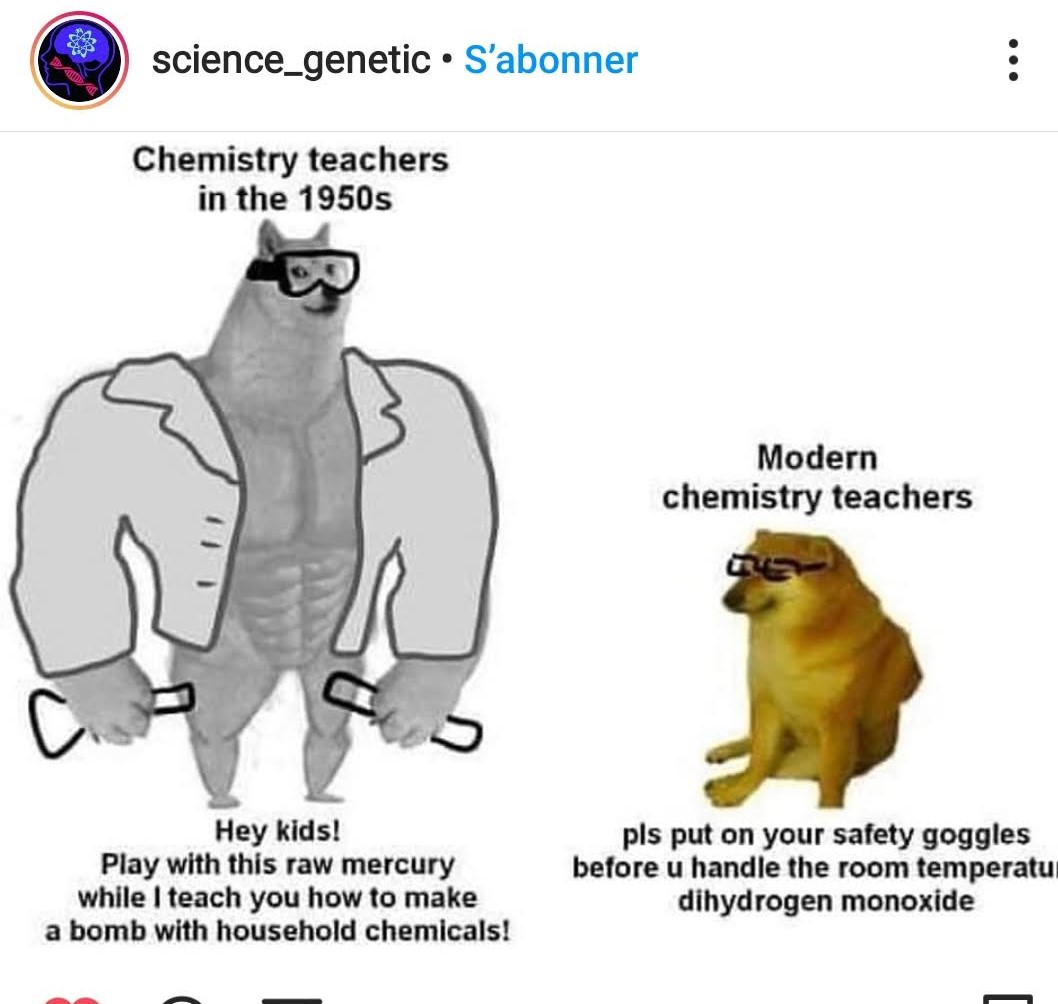 science_genetic • S'abonner
Chemistry teachers
in the 1950s
Modern
chemistry teachers
Hey kids!
Play with this raw mercury
while I teach you how to make
a bomb with household chemicals!
pls put on your safety goggles
before u handle the room temperatu
dihydrogen monoxide